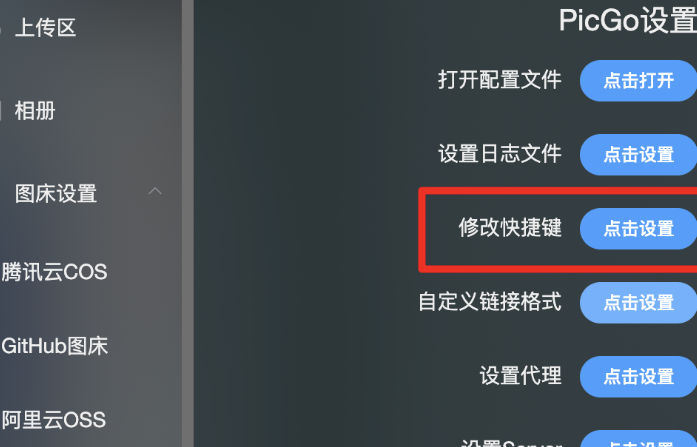 上传区
相册
图床设置
腾讯云COS
GitHub图床
阿里云OSS
PicGo设置
打开配置文件 点击打开
设置日志文件 点击设置
修改快捷键 点击设置
自定义链接格式 点击设置
设置代理 点击设置
设置Server 点击设置